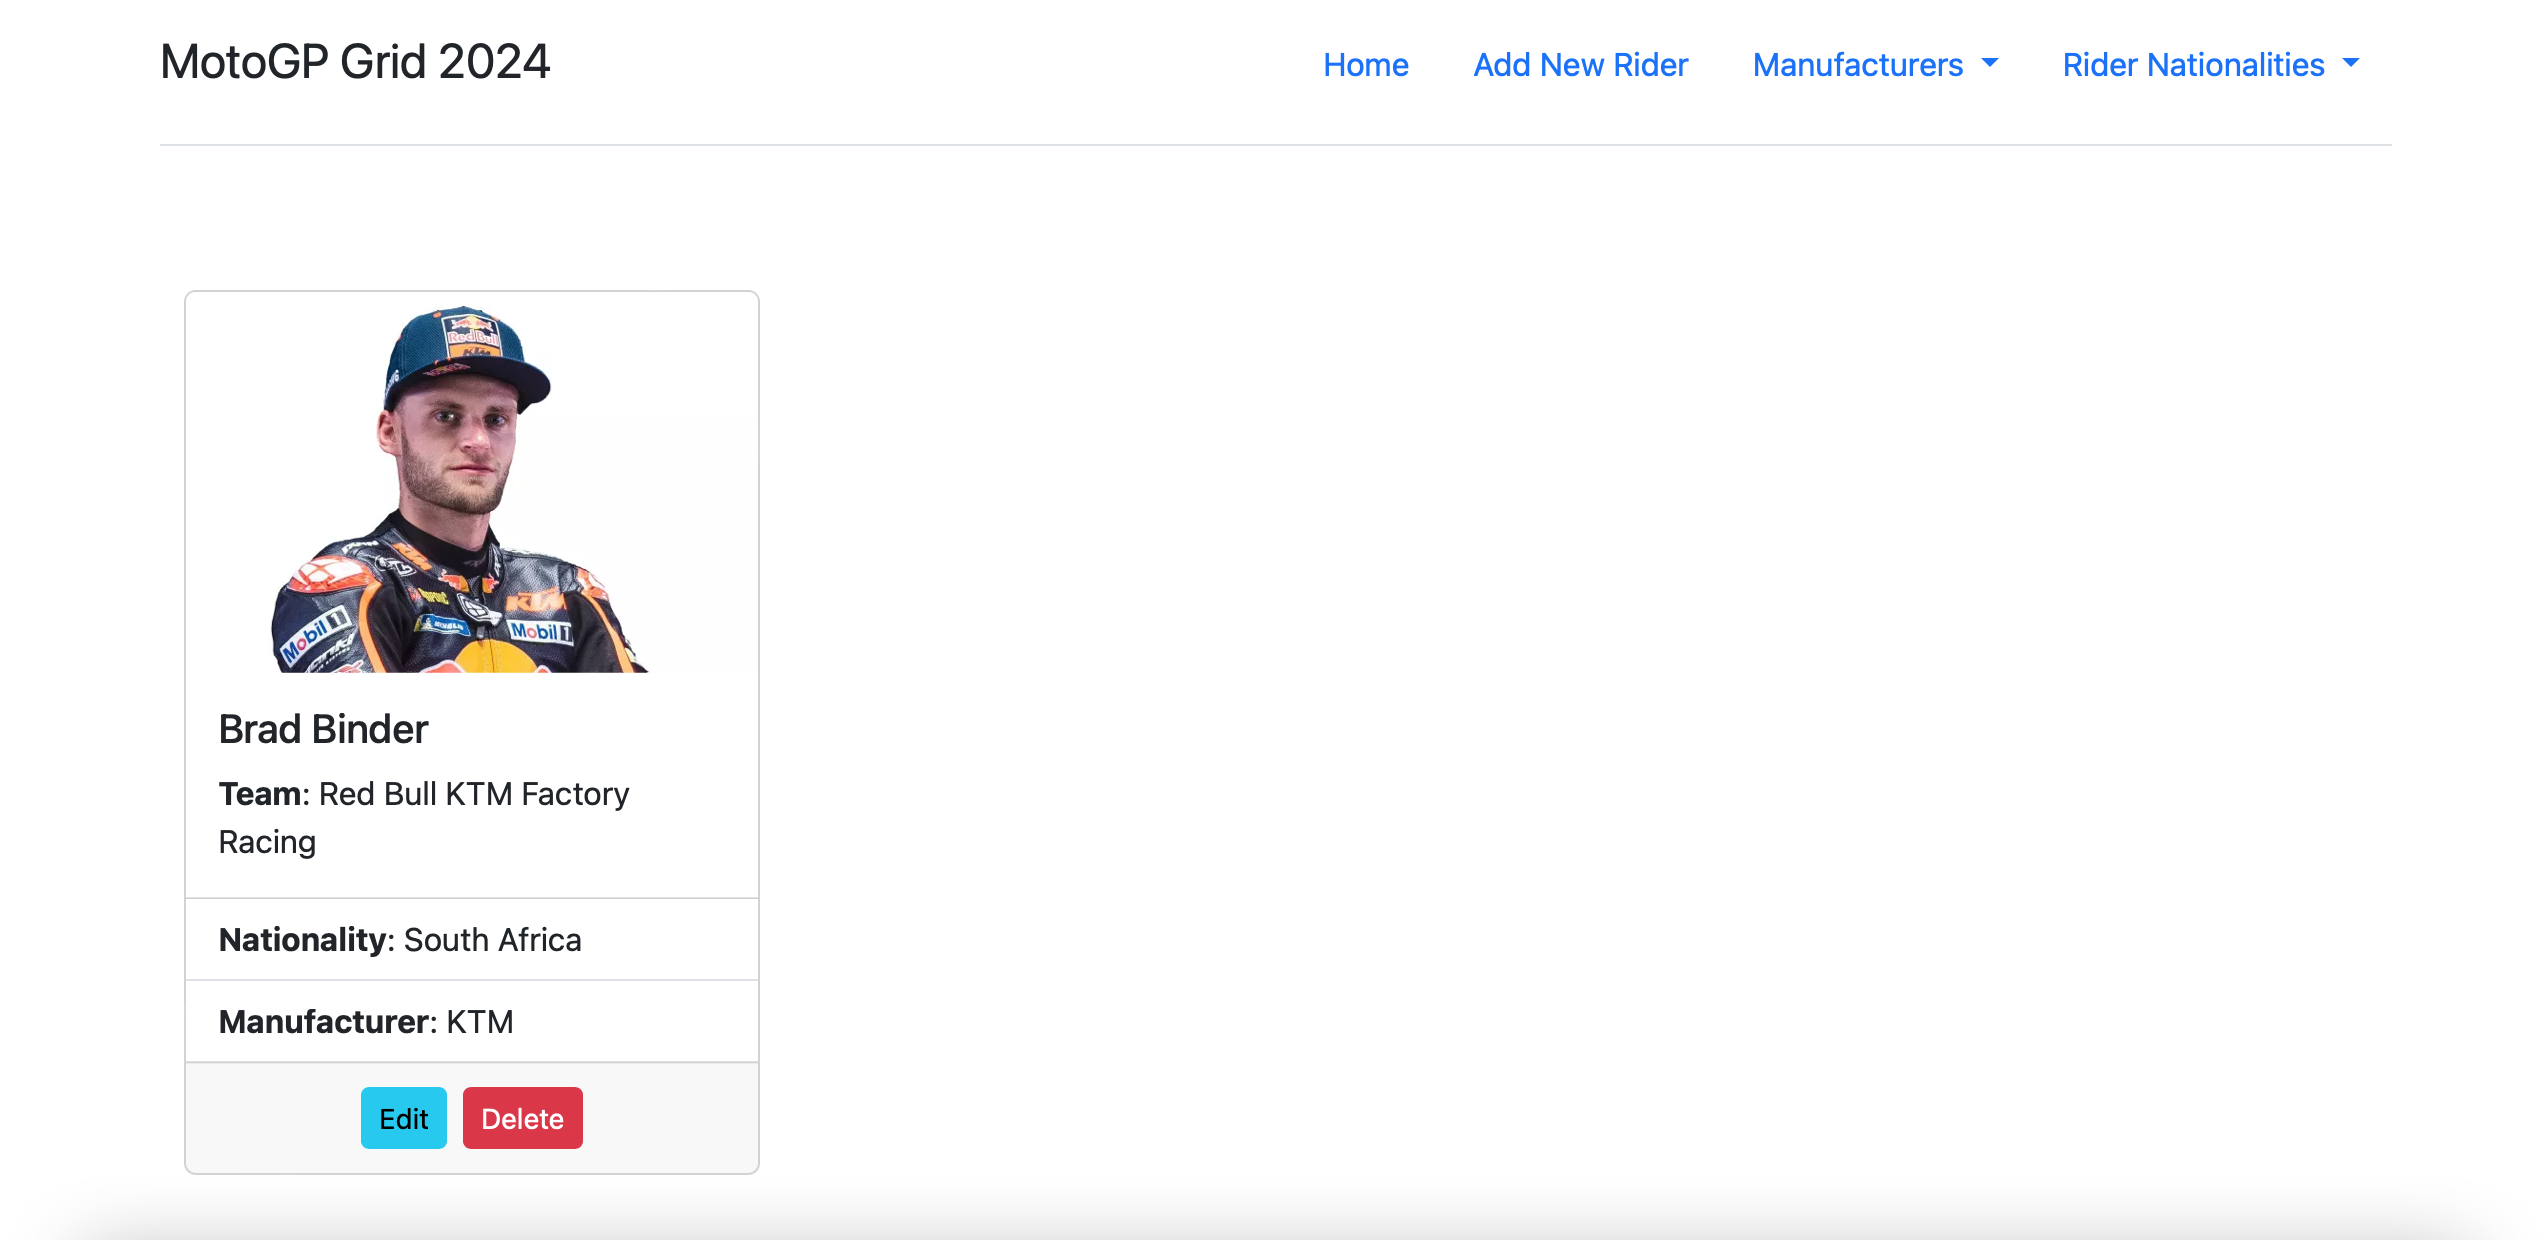 MotoGP Grid 2024
Home Add New Rider Manufacturers Rider Nationalities
Red Bull
KTM
KTM
Mobil 1
Mobil 1
Brad Binder
Team: Red Bull KTM Factory
Racing
Nationality: South Africa
Manufacturer: KTM
Edit Delete